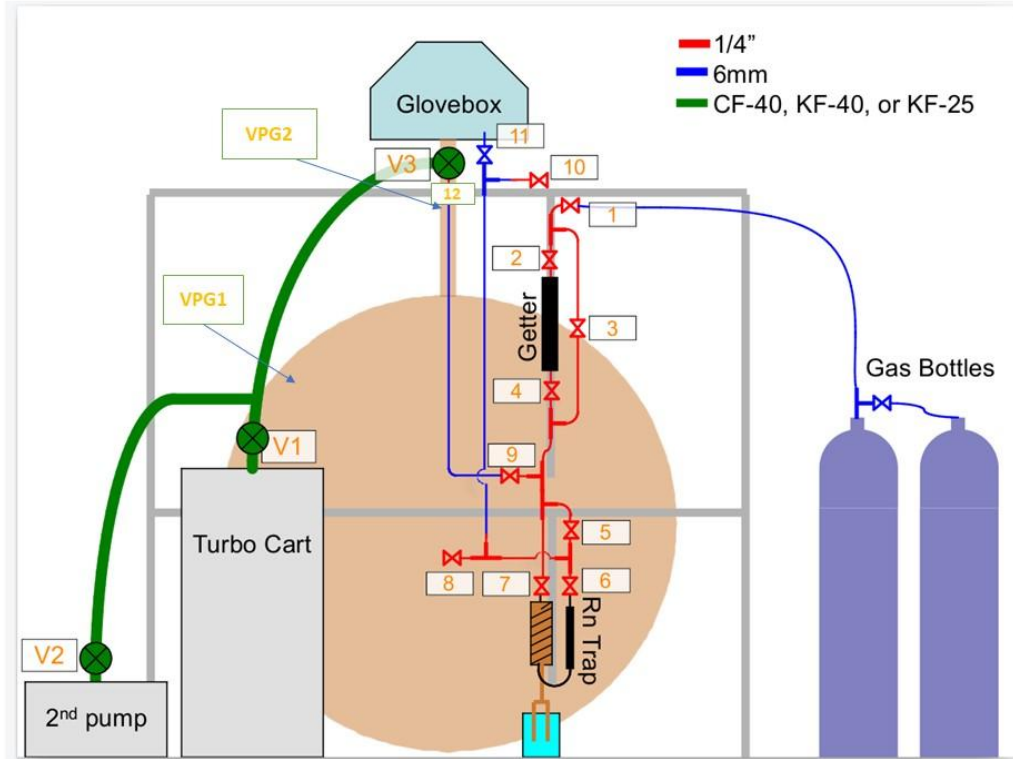 1/4"
6mm
CF-40, KF-40, or KF-25
Glovebox
VPG2
11
V3
10
12
1
2
VPG1
Getter
3
Gas Bottles
4
V1
9
5
Turbo Cart
8
7
6
Rn Trap
V2
2nd pump